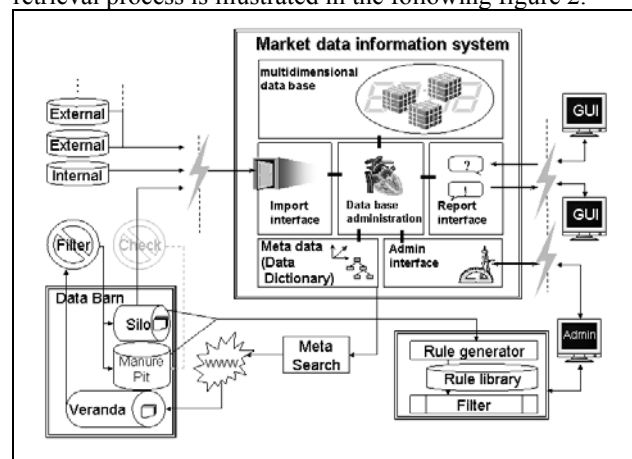 retrieval process is illustrated in the following figure 2.
Market data information system
multidimensional
data base
External
External
Internal
GUI
GUI
?
!
Import
interface
Data base
administration
Report
interface
Meta data
(Data
Dictionary)
Admin
interface
Filter
Check
Data Barn
Silo
Manure
Pit
Veranda
WWW
Meta
Search
Rule generator
Rule library
Filter
Admin